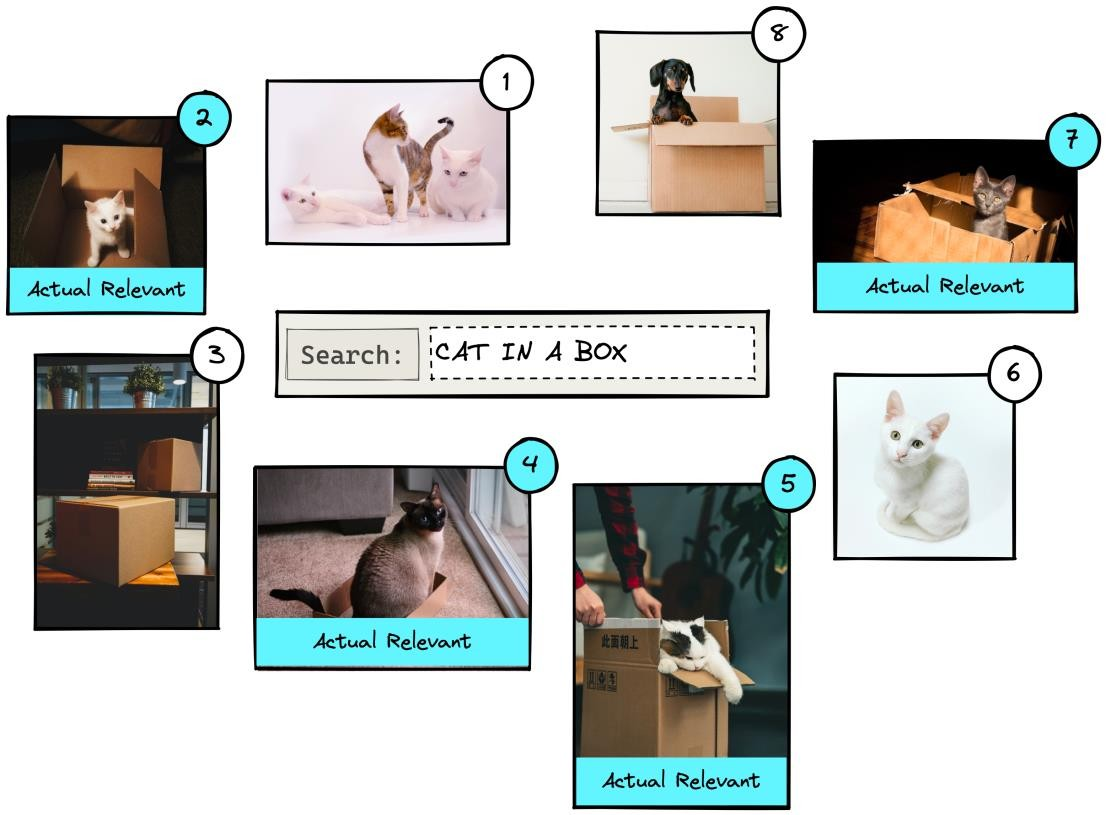 8
1
2
7
Actual Relevant
Actual Relevant
Search: CAT IN A BOX
3
6
4
5
Actual Relevant
此面朝上
Actual Relevant